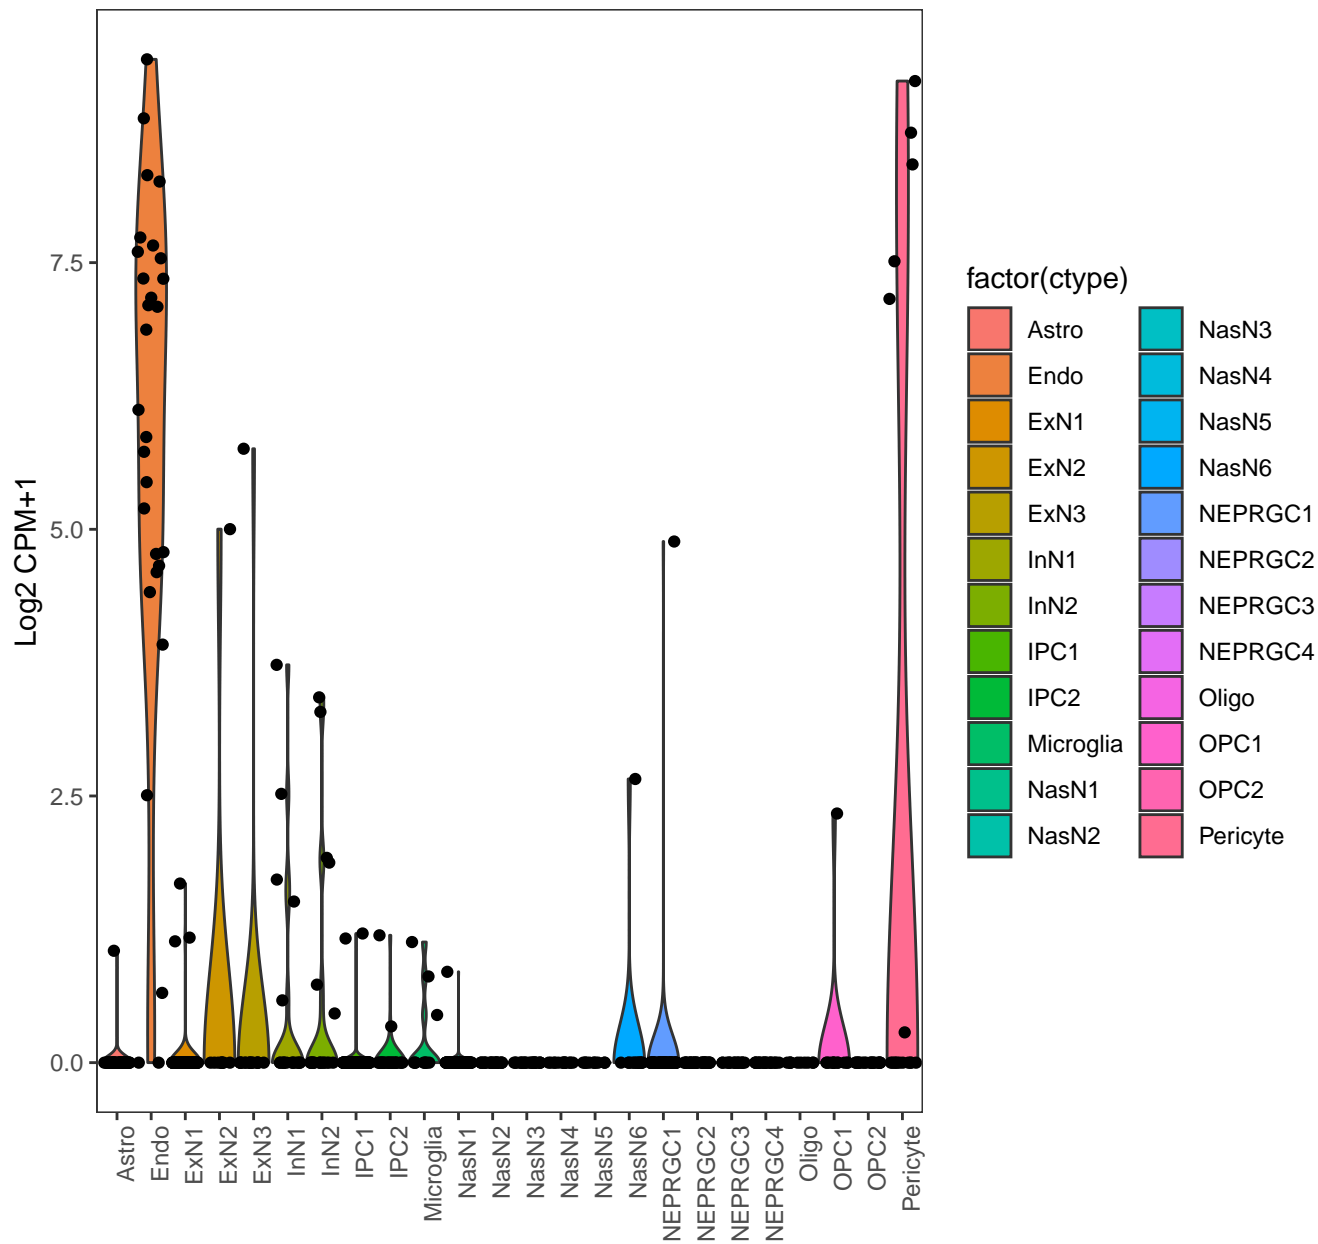 Log2 CPM+1
7.5
5.0
2.5
0.0
Astro
Endo
ExN1
ExN2
ExN3
InN1
InN2
IPC1
IPC2
Microglia
NasN1
NasN2
NasN3
NasN4
NasN5
NasN6
NEPRGC1
NEPRGC2
NEPRGC3
NEPRGC4
Oligo
OPC1
OPC2
Pericyte
factor(ctype)
Astro
Endo
ExN1
ExN2
ExN3
InN1
InN2
IPC1
IPC2
Microglia
NasN1
NasN2
NasN3
NasN4
NasN5
NasN6
NEPRGC1
NEPRGC2
NEPRGC3
NEPRGC4
Oligo
OPC1
OPC2
Pericyte